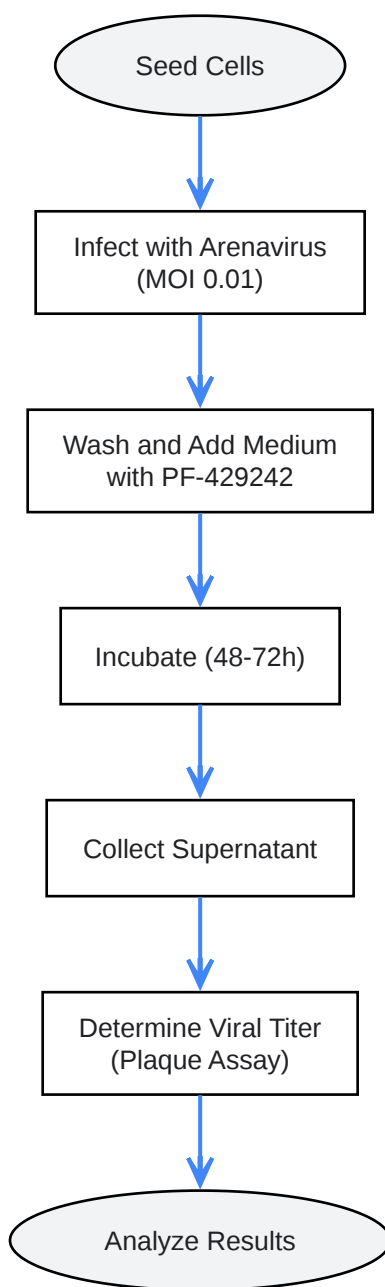 Seed Cells
Infect with Arenavirus
(MOI 0.01)
Wash and Add Medium
with PF-429242
Incubate (48-72h)
Collect Supernatant
Determine Viral Titer
(Plaque Assay)
Analyze Results